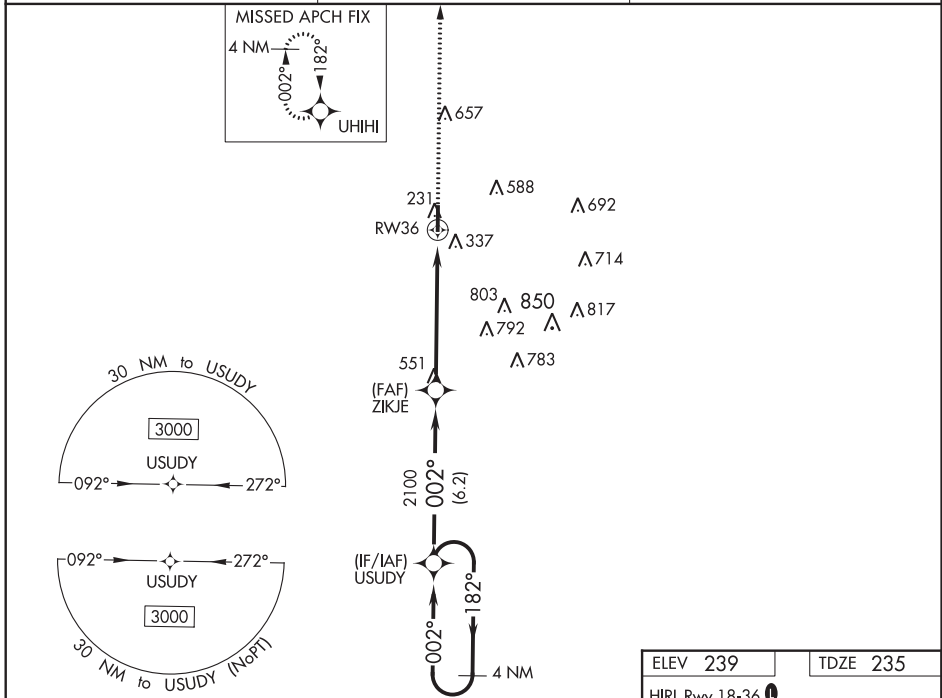 MISSED APCH FIX
4 NM
002°
182°
UHIHI
657
588
231
692
RW36
337
714
803
850
817
792
783
551
(FAF)
ZIKJE
30 NM to USUDY
3000
USUDY
092°
272°
2100
002°
(6.2)
092°
272°
USUDY
3000
30 NM to USUDY (NoPT)
(IF/IAF)
USUDY
182°
002°
4 NM
ELEV 239
TDZE 235
HIRL Rwy 18-36 L